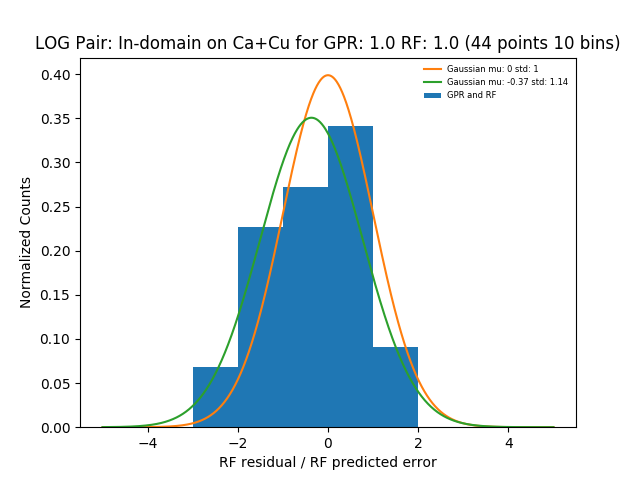 LOG Pair: In-domain on Ca+Cu for GPR: 1.0 RF: 1.0 (44 points 10 bins)
Gaussian mu: 0 std: 1
Gaussian mu: -0.37 std: 1.14
GPR and RF
Normalized Counts
0.40
0.35
0.30
0.25
0.20
0.15
0.10
0.05
0.00
−4 −2 0 2 4
RF residual / RF predicted error